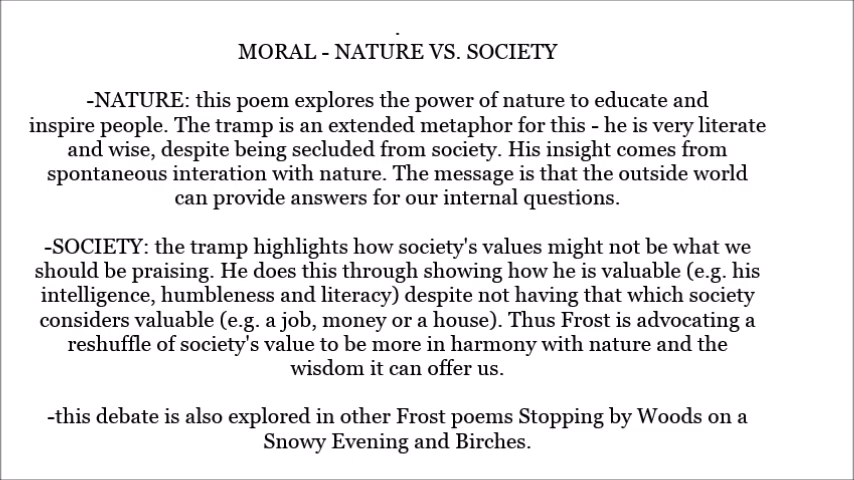 MORAL - NATURE VS. SOCIETY
-NATURE: this poem explores the power of nature to educate and
inspire people. The tramp is an extended metaphor for this - he is very literate
and wise, despite being secluded from society. His insight comes from
spontaneous interation with nature. The message is that the outside world
can provide answers for our internal questions.
-SOCIETY: the tramp highlights how society's values might not be what we
should be praising. He does this through showing how he is valuable (e.g. his
intelligence, humbleness and literacy) despite not having that which society
considers valuable (e.g. a job, money or a house). Thus Frost is advocating a
reshuffle of society's value to be more in harmony with nature and the
wisdom it can offer us.
-this debate is also explored in other Frost poems Stopping by Woods on a
Snowy Evening and Birches.